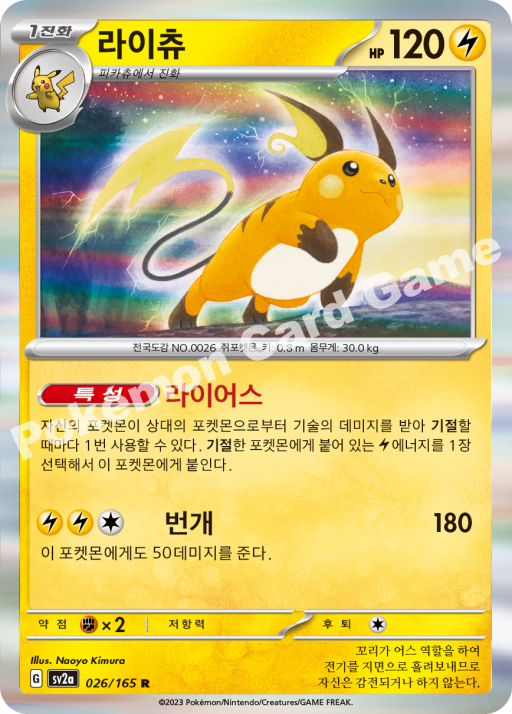 1진화
라이츄
HP 120
피카츄에서 진화
전국도감 NO.0026 쥐포켓몬 키: 0.8 m 몸무게: 30.0 kg
특성 라이어스
자신의 포켓몬이 상대의 포켓몬으로부터 기술의 데미지를 받아 기절할
때마다 1번 사용할 수 있다. 기절한 포켓몬에게 붙어 있는 에너지를 1장
선택해서 이 포켓몬에게 붙인다.
번개 180
이 포켓몬에게도 50데미지를 준다.
약점 ×2 저항력 후퇴
Illus. Naoyo Kimura
G sv2a 026/165 R
꼬리가 어스 역할을 하여
전기를 지면으로 흘려보내므로
자신은 감전되거나 하지 않는다.
©2023 Pokémon/Nintendo/Creatures/GAME FREAK.
Pokémon Card Game